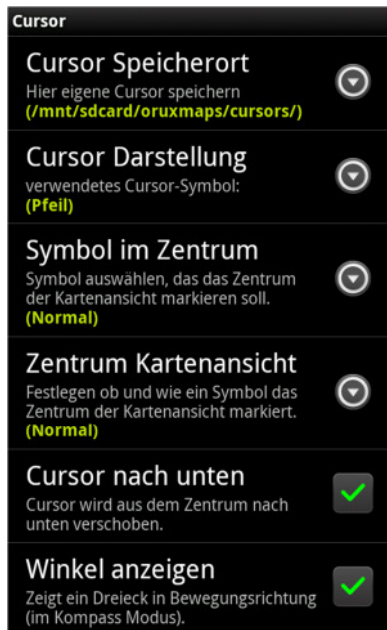 Cursor
Cursor Speicherort
Hier eigene Cursor speichern
(/mnt/sdcard/oruxmaps/cursors/)
Cursor Darstellung
verwendetes Cursor-Symbol:
(Pfeil)
Symbol im Zentrum
Symbol auswählen, das das Zentrum
der Kartenansicht markieren soll.
(Normal)
Zentrum Kartenansicht
Festlegen ob und wie ein Symbol das
Zentrum der Kartenansicht markiert.
(Normal)
Cursor nach unten
Cursor wird aus dem Zentrum nach
unten verschoben.
Winkel anzeigen
Zeigt ein Dreieck in Bewegungsrichtung
(im Kompass Modus).